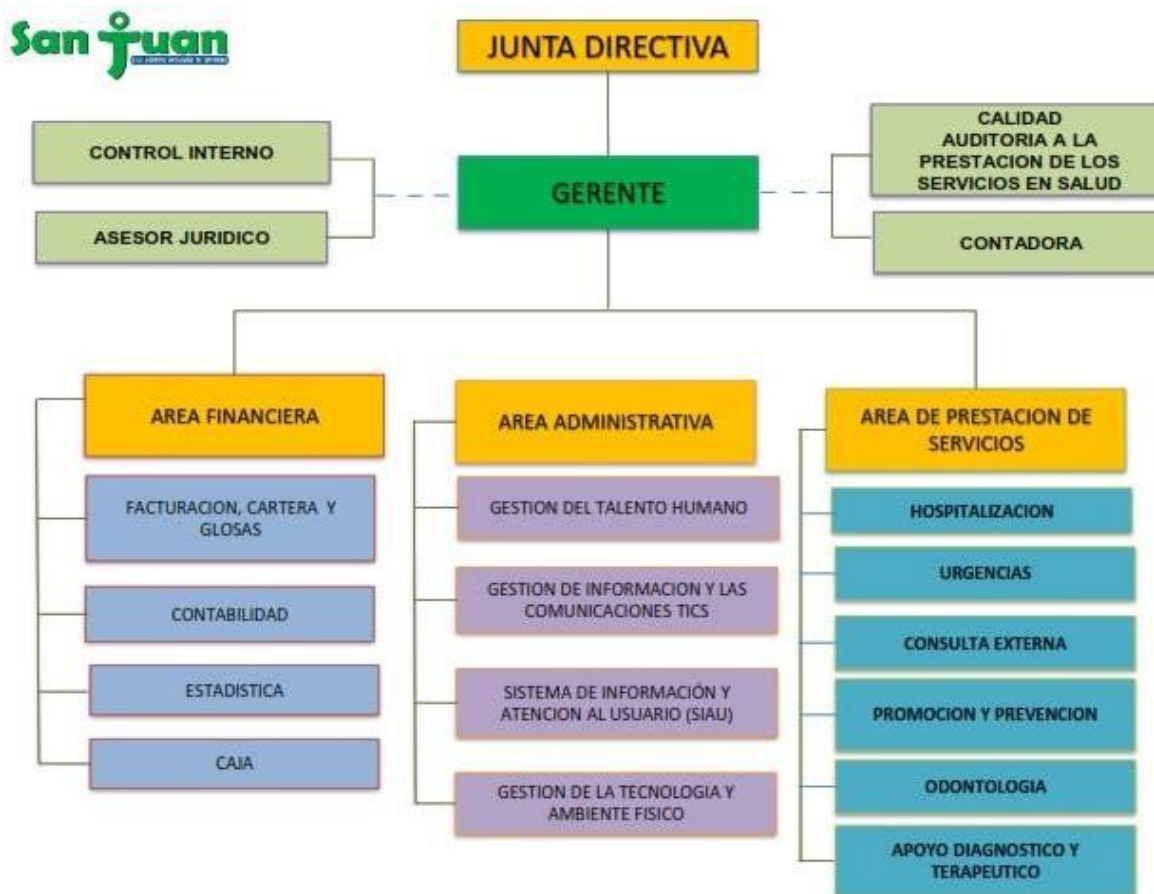 San Juan
JUNTA DIRECTIVA
CONTROL INTERNO
ASESOR JURIDICO
GERENTE
CALIDAD
AUDITORIA A LA
PRESTACION DE LOS
SERVICIOS EN SALUD
CONTADORA
AREA FINANCIERA
FACTURACION, CARTERA Y
GLOSAS
CONTABILIDAD
ESTADISTICA
CAJA
AREA ADMINISTRATIVA
GESTION DEL TALENTO HUMANO
GESTION DE INFORMACION Y LAS
COMUNICACIONES TICS
SISTEMA DE INFORMACIÓN Y
ATENCION AL USUARIO (SIAU)
GESTION DE LA TECNOLOGIA Y
AMBIENTE FISICO
AREA DE PRESTACION DE
SERVICIOS
HOSPITALIZACION
URGENCIAS
CONSULTA EXTERNA
PROMOCION Y PREVENCION
ODONTOLOGIA
APOYO DIAGNOSTICO Y
TERAPEUTICO